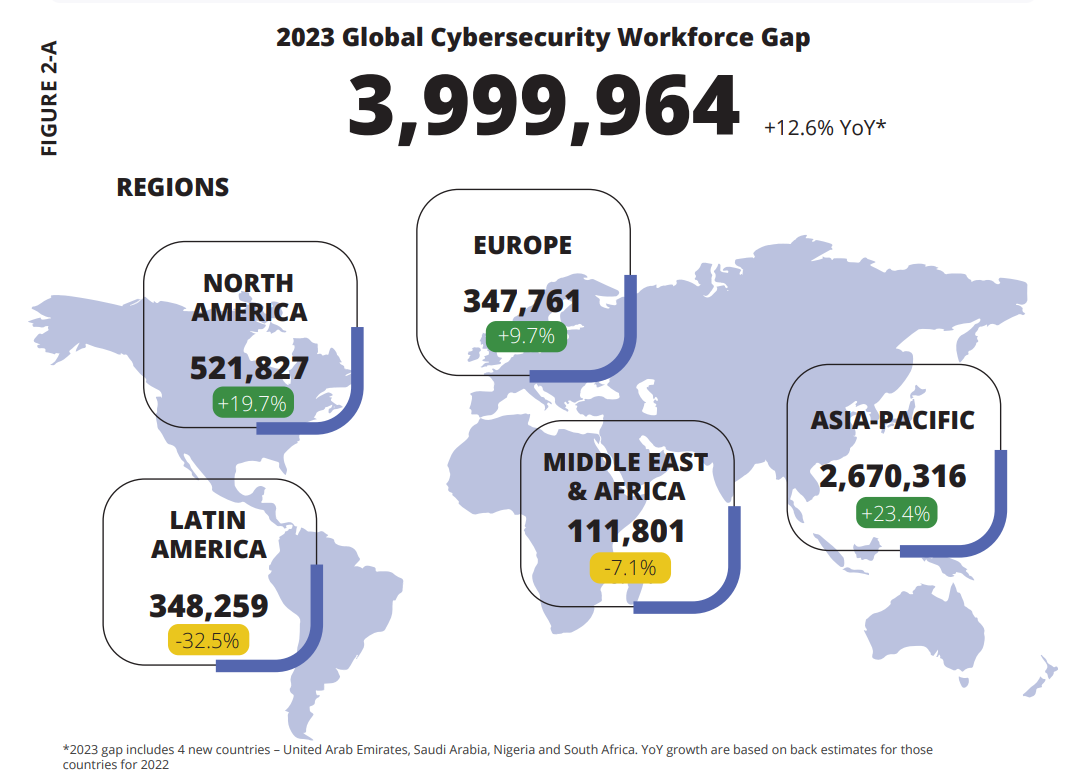 FIGURE 2-A
2023 Global Cybersecurity Workforce Gap
3,999,964
+12.6% YoY*
REGIONS
NORTH
AMERICA
521,827
+19.7%
EUROPE
347,761
+9.7%
ASIA-PACIFIC
2,670,316
+23.4%
MIDDLE EAST
& AFRICA
111,801
-7.1%
LATIN
AMERICA
348,259
-32.5%
*2023 gap includes 4 new countries – United Arab Emirates, Saudi Arabia, Nigeria and South Africa. YoY growth are based on back estimates for those
countries for 2022